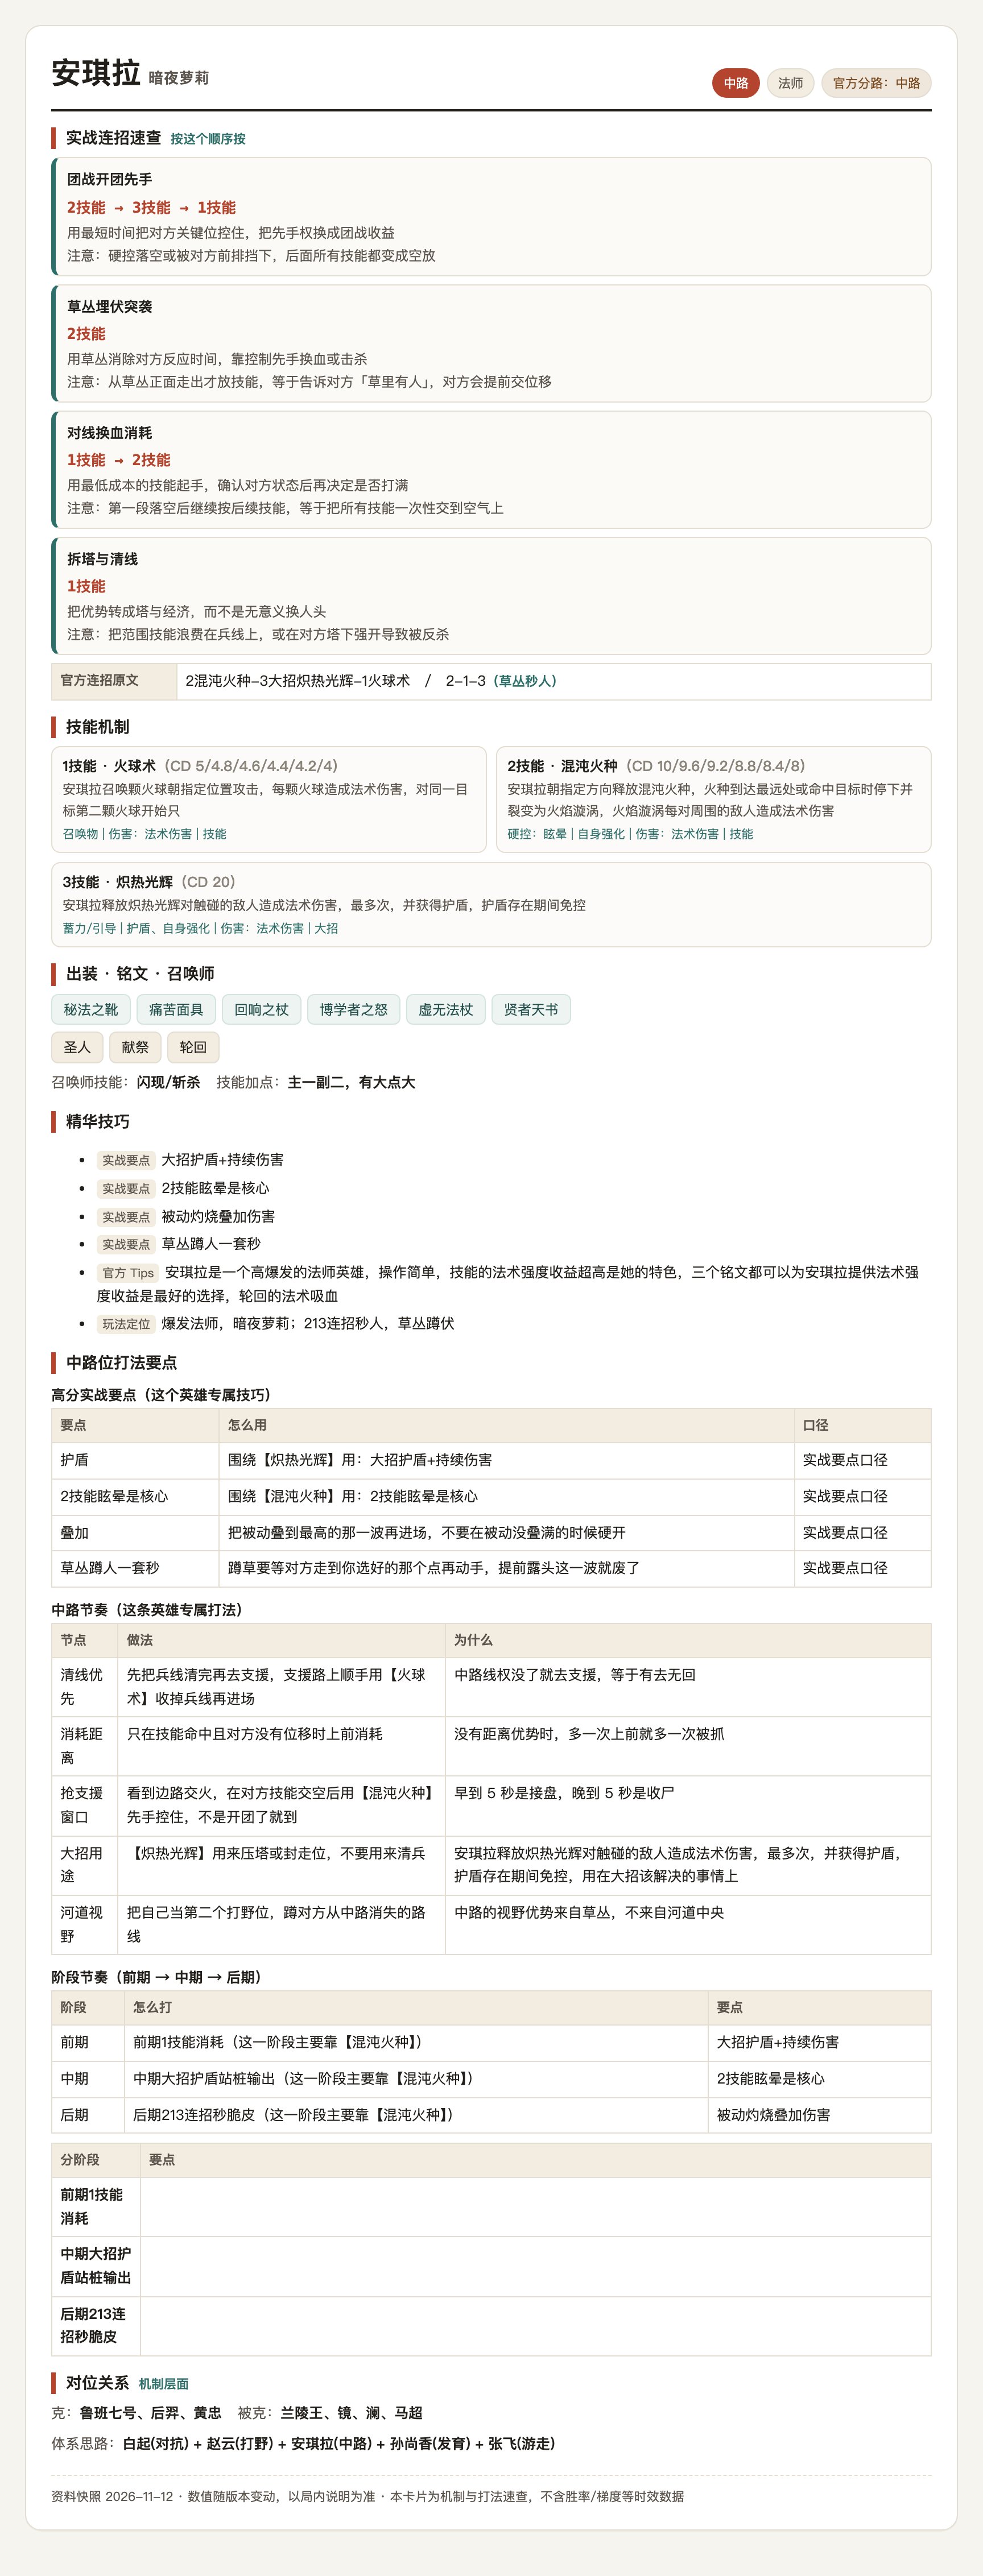 安琪拉 暗夜萝莉
中路 法师 官方分路：中路
实战连招速查 按这个顺序按
团战开团先手
2技能 → 3技能 → 1技能
用最短时间把对方关键位控住，把先手权换成团战收益
注意：硬控落空或被对方前排挡下，后面所有技能都变成空放
草丛埋伏突袭
2技能
用草丛消除对方反应时间，靠控制先手换血或击杀
注意：从草丛正面走出才放技能，等于告诉对方「草里有人」，对方会提前交位移
对线换血消耗
1技能 → 2技能
用最低成本的技能起手，确认对方状态后再决定是否打满
注意：第一段落空后继续按后续技能，等于把所有技能一次性交到空气上
拆塔与清线
1技能
把优势转成塔与经济，而不是无意义换人头
注意：把范围技能浪费在兵线上，或在对方塔下强开导致被反杀
官方连招原文 2混沌火种–3大招炽热光辉–1火球术 / 2–1–3（草丛秒人）
技能机制
1技能 · 火球术（CD 5/4.8/4.6/4.4/4.2/4）
安琪拉召唤颗火球朝指定位置攻击，每颗火球造成法术伤害，对同一目
标第二颗火球开始只
召唤物 | 伤害：法术伤害 | 技能
2技能 · 混沌火种（CD 10/9.6/9.2/8.8/8.4/8）
安琪拉朝指定方向释放混沌火种，火种到达最远处或命中目标时停下并
裂变为火焰漩涡，火焰漩涡每对周围的敌人造成法术伤害
硬控：眩晕 | 自身强化 | 伤害：法术伤害 | 技能
3技能 · 炽热光辉（CD 20）
安琪拉释放炽热光辉对触碰的敌人造成法术伤害，最多次，并获得护盾，护盾存在期间免控
蓄力/引导 | 护盾、自身强化 | 伤害：法术伤害 | 大招
出装 · 铭文 · 召唤师
秘法之靴 痛苦面具 回响之杖 博学者之怒 虚无法杖 贤者天书
圣人 献祭 轮回
召唤师技能：闪现/斩杀 技能加点：主一副二，有大点大
精华技巧
• 实战要点 大招护盾+持续伤害
• 实战要点 2技能眩晕是核心
• 实战要点 被动灼烧叠加伤害
• 实战要点 草丛蹲人一套秒
• 官方 Tips 安琪拉是一个高爆发的法师英雄，操作简单，技能的法术强度收益超高是她的特色，三个铭文都可以为安琪拉提供法术强
度收益是最好的选择，轮回的法术吸血
• 玩法定位 爆发法师，暗夜萝莉；213连招秒人，草丛蹲伏
中路位打法要点
高分实战要点（这个英雄专属技巧）
要点 怎么用 口径
护盾 围绕【炽热光辉】用：大招护盾+持续伤害 实战要点口径
2技能眩晕是核心 围绕【混沌火种】用：2技能眩晕是核心 实战要点口径
叠加 把被动叠到最高的那一波再进场，不要在被动没叠满的时候硬开 实战要点口径
草丛蹲人一套秒 蹲草要等对方走到你选好的那个点再动手，提前露头这一波就废了 实战要点口径
中路节奏（这条英雄专属打法）
节点 做法 为什么
清线优
先 先把兵线清完再去支援，支援路上顺手用【火球
术】收掉兵线再进场 中路线权没了就去支援，等于有去无回
消耗距
离 只在技能命中且对方没有位移时上前消耗 没有距离优势时，多一次上前就多一次被抓
抢支援
窗口 看到边路交火，在对方技能交空后用【混沌火种】
先手控住，不是开团了就到 早到 5 秒是接盘，晚到 5 秒是收尸
大招用
途 【炽热光辉】用来压塔或封走位，不要用来清兵 安琪拉释放炽热光辉对触碰的敌人造成法术伤害，最多次，并获得护盾，
护盾存在期间免控，用在大招该解决的事情上
河道视
野 把自己当第二个打野位，蹲对方从中路消失的路
线 中路的视野优势来自草丛，不来自河道中央
阶段节奏（前期 → 中期 → 后期）
阶段 怎么打 要点
前期 前期1技能消耗（这一阶段主要靠【混沌火种】） 大招护盾+持续伤害
中期 中期大招护盾站桩输出（这一阶段主要靠【混沌火种】） 2技能眩晕是核心
后期 后期213连招秒脆皮（这一阶段主要靠【混沌火种】） 被动灼烧叠加伤害
分阶段 要点
前期1技能
消耗
中期大招护
盾站桩输出
后期213连
招秒脆皮
对位关系 机制层面
克：鲁班七号、后羿、黄忠 被克：兰陵王、镜、澜、马超
体系思路：白起(对抗) + 赵云(打野) + 安琪拉(中路) + 孙尚香(发育) + 张飞(游走)
资料快照 2026–11–12 · 数值随版本变动，以局内说明为准 · 本卡片为机制与打法速查，不含胜率/梯度等时效数据